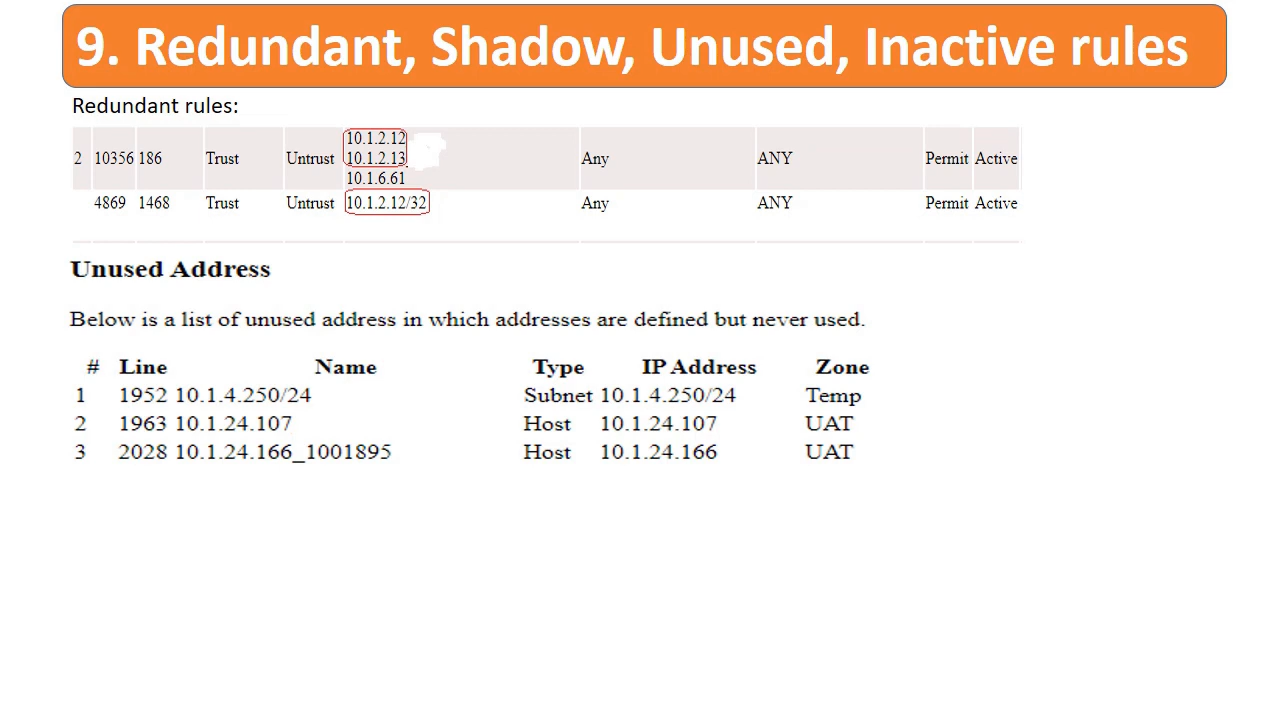 9. Redundant, Shadow, Unused, Inactive rules
Redundant rules:
10.1.2.12
2 10356 186 Trust Untrust 10.1.2.13 Any ANY Permit Active
10.1.6.61
4869 1468 Trust Untrust 10.1.2.12/32 Any ANY Permit Active
Unused Address
Below is a list of unused address in which addresses are defined but never used.
# Line Name Type IP Address Zone
1 1952 10.1.4.250/24 Subnet 10.1.4.250/24 Temp
2 1963 10.1.24.107 Host 10.1.24.107 UAT
3 2028 10.1.24.166_1001895 Host 10.1.24.166 UAT